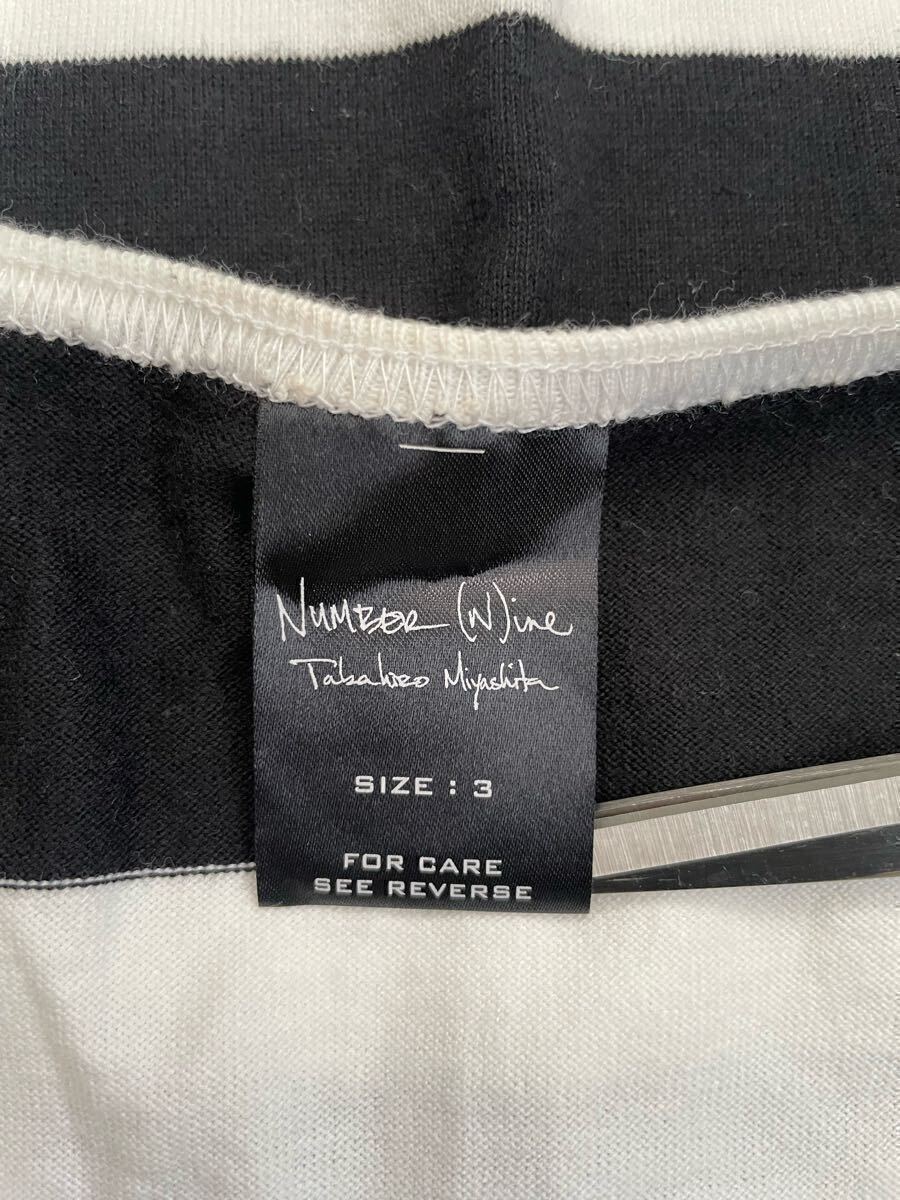 NUMBER (N)ine
Takahiro Miyashita
SIZE : 3
FOR CARE
SEE REVERSE